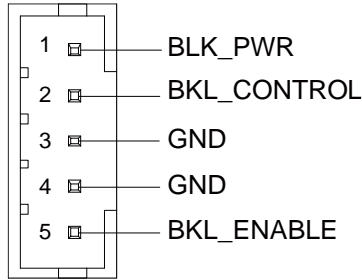 1 BLK_PWR
2 BKL_CONTROL
3 GND
4 GND
5 BKL_ENABLE